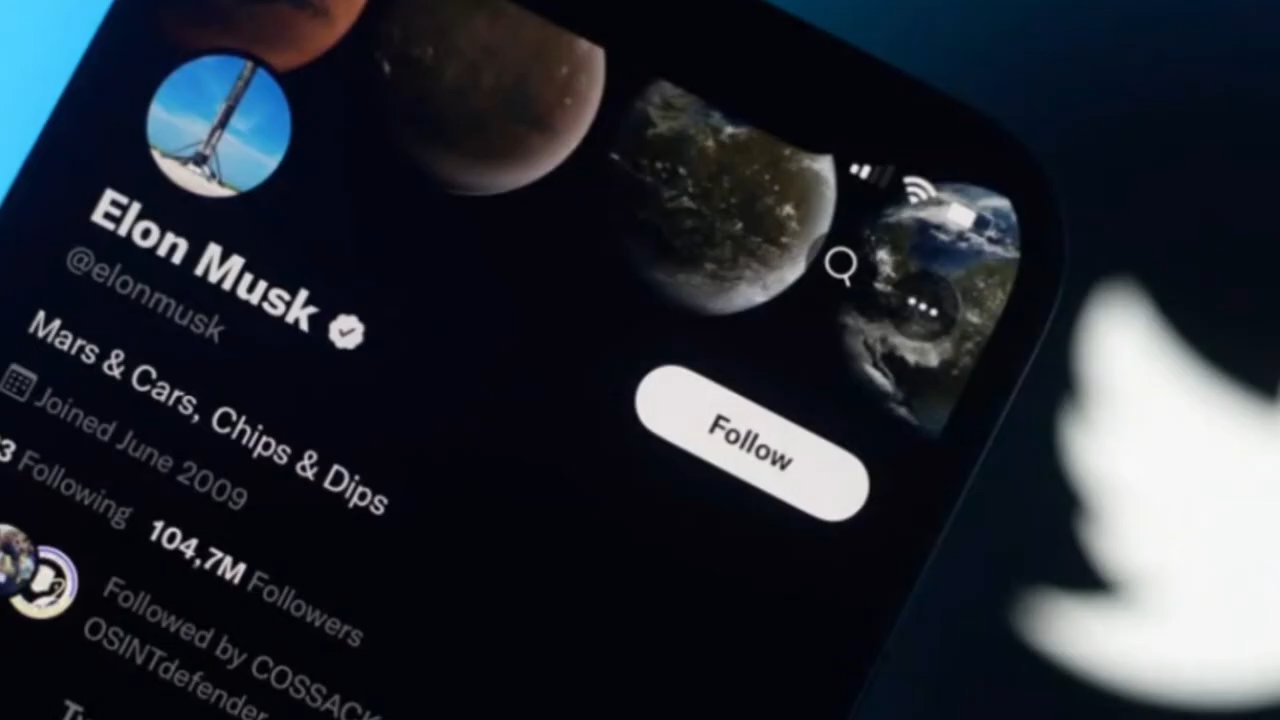 Elon Musk
@elonmusk
Mars & Cars, Chips & Dips
Joined June 2009
3 Following 104,7M Followers
Followed by COSSACK
OSINTdefender
Follow